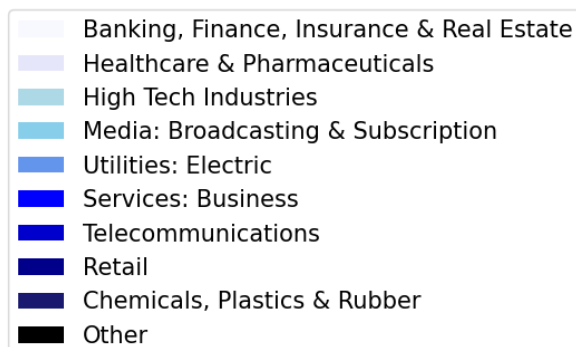 Banking, Finance, Insurance & Real Estate
Healthcare & Pharmaceuticals
High Tech Industries
Media: Broadcasting & Subscription
Utilities: Electric
Services: Business
Telecommunications
Retail
Chemicals, Plastics & Rubber
Other